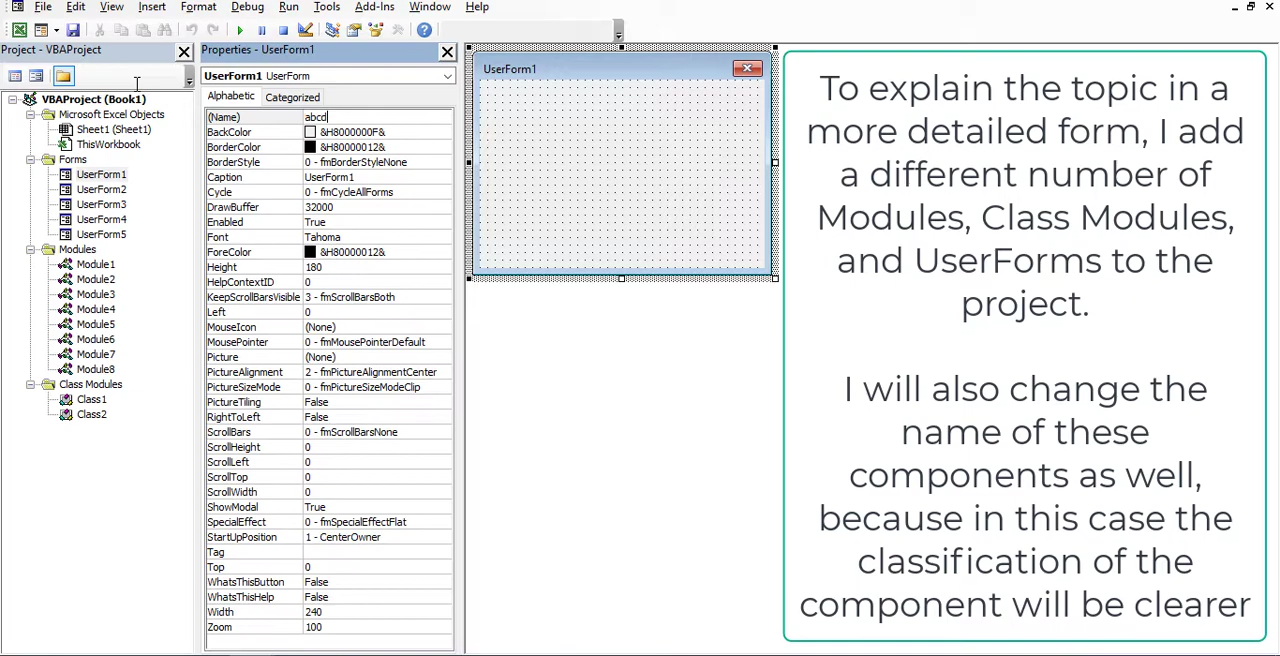 File Edit View Insert Format Debug Run Tools Add-Ins Window Help
Project - VBAProject
VBAProject (Book1)
Microsoft Excel Objects
Sheet1 (Sheet1)
ThisWorkbook
Forms
UserForm1
UserForm2
UserForm3
UserForm4
UserForm5
Modules
Module1
Module2
Module3
Module4
Module5
Module6
Module7
Module8
Class Modules
Class1
Class2
Properties - UserForm1
UserForm1 UserForm
Alphabetic Categorized
(Name) abcd
BackColor &H8000000F&
BorderColor &H80000012&
BorderStyle 0 - fmBorderStyleNone
Caption UserForm1
Cycle 0 - fmCycleAllForms
DrawBuffer 32000
Enabled True
Font Tahoma
ForeColor &H80000012&
Height 180
HelpContextID 0
KeepScrollBarsVisible 3 - fmScrollBarsBoth
Left 0
MouseIcon (None)
MousePointer 0 - fmMousePointerDefault
Picture (None)
PictureAlignment 2 - fmPictureAlignmentCenter
PictureSizeMode 0 - fmPictureSizeModeClip
PictureTiling False
RightToLeft False
ScrollBars 0 - fmScrollBarsNone
ScrollHeight 0
ScrollLeft 0
ScrollTop 0
ScrollWidth 0
ShowModal True
SpecialEffect 0 - fmSpecialEffectFlat
StartUpPosition 1 - CenterOwner
Tag
Top 0
WhatsThisButton False
WhatsThisHelp False
Width 240
Zoom 100
UserForm1
To explain the topic in a
more detailed form, I add
a different number of
Modules, Class Modules,
and UserForms to the
project.
I will also change the
name of these
components as well,
because in this case the
classification of the
component will be clearer